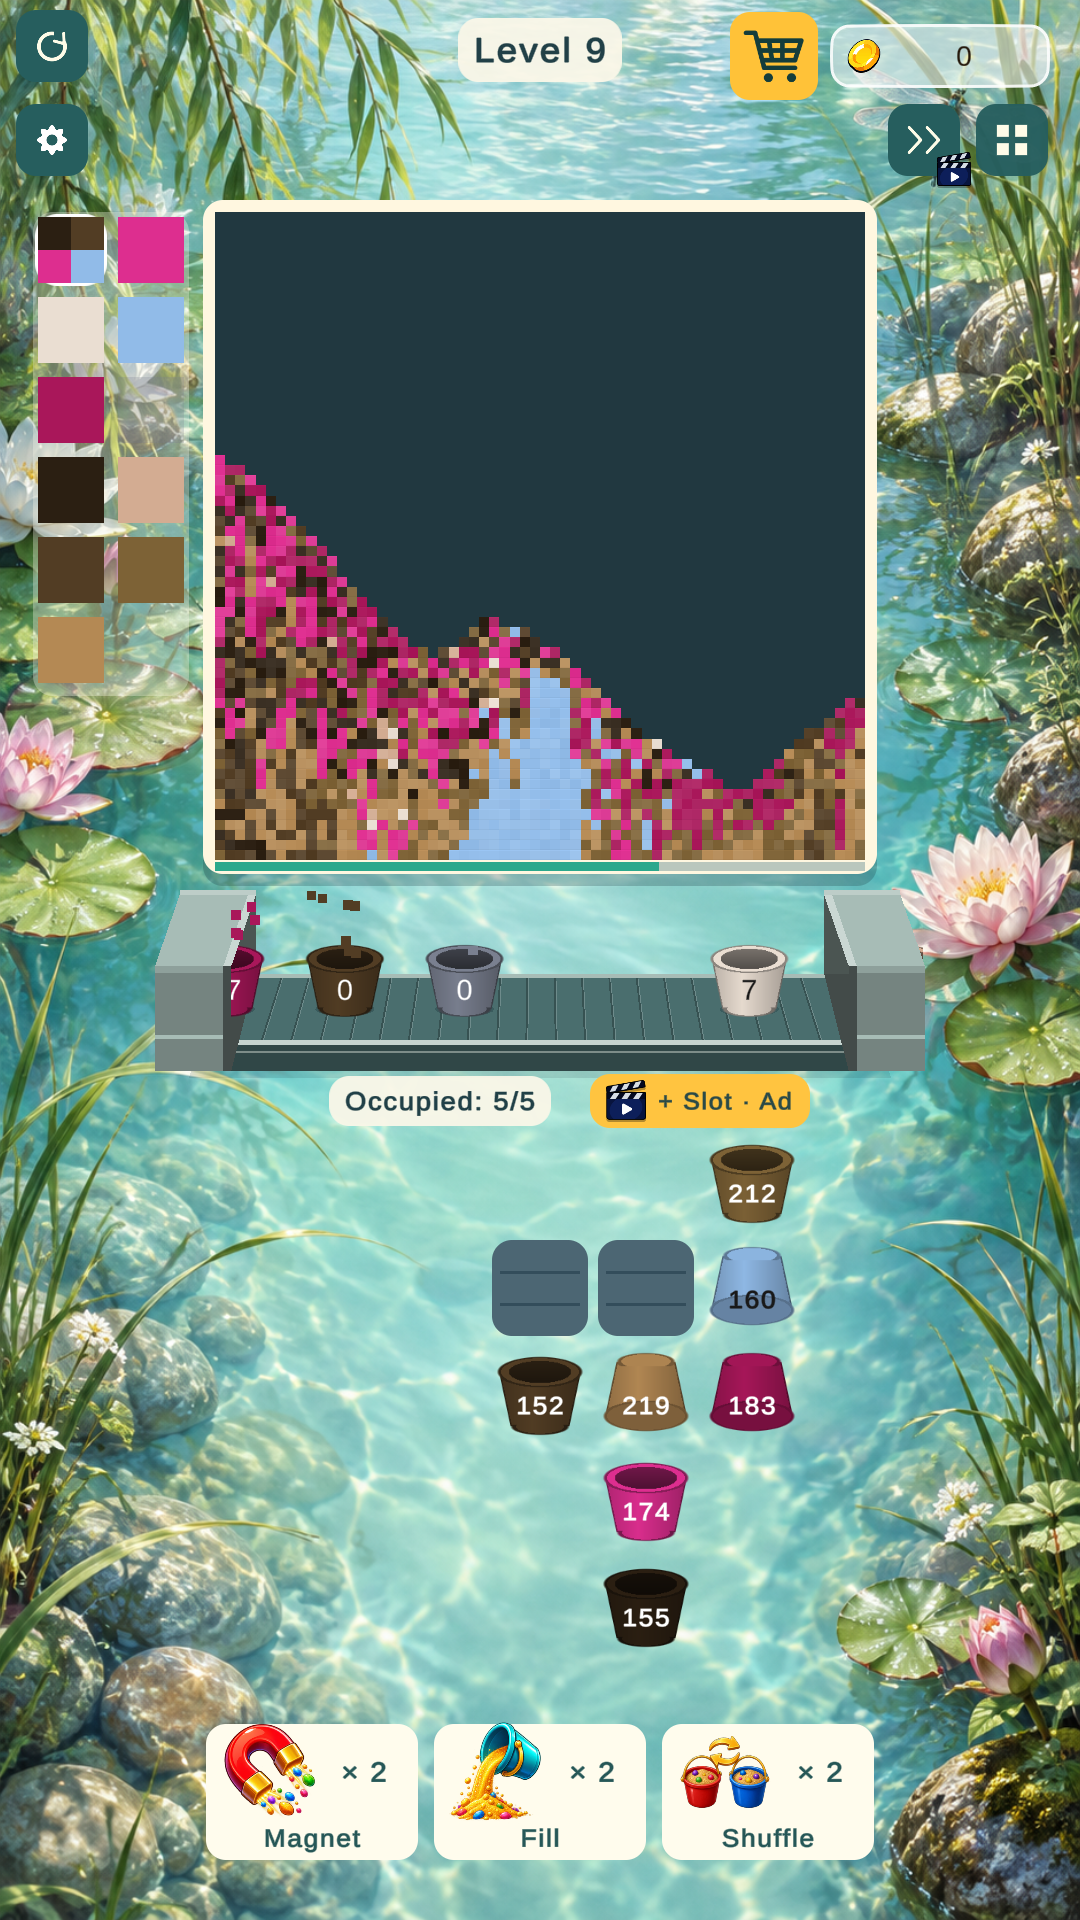 Level 9
0
7
0
0
7
Occupied: 5/5
+ Slot · Ad
212
160
152
219
183
174
155
× 2
× 2
× 2
Magnet
Fill
Shuffle